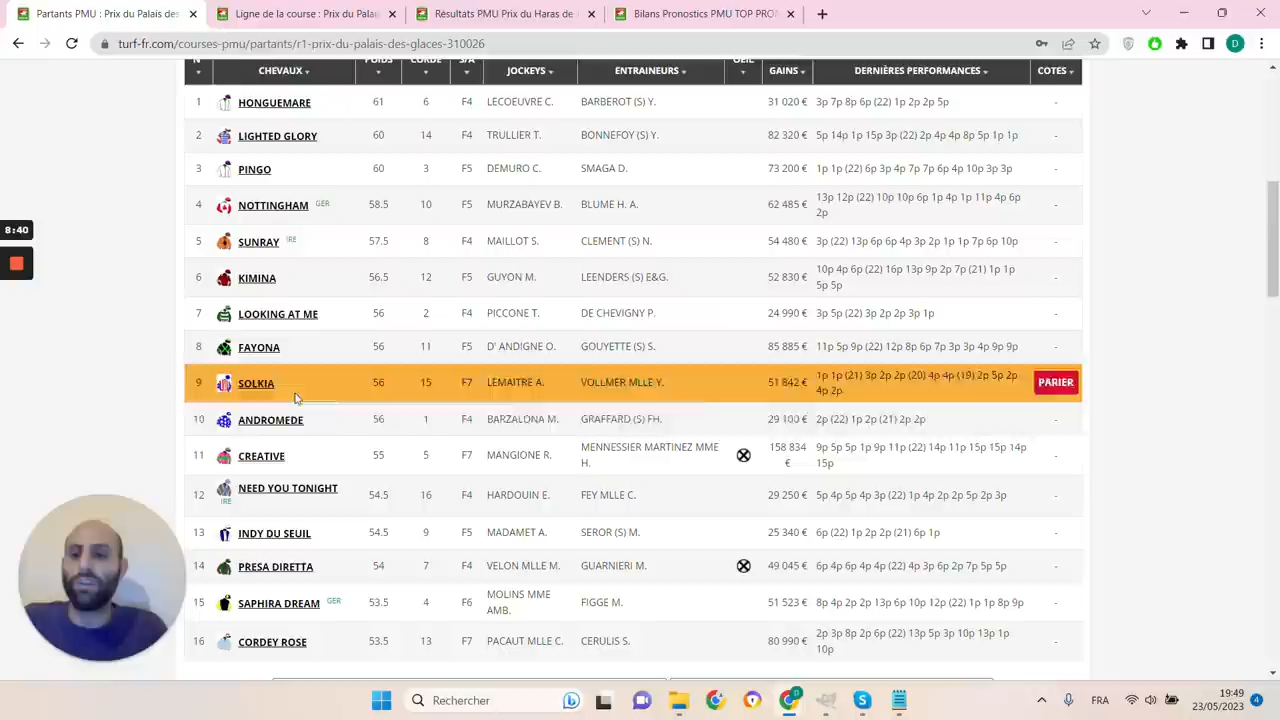 Partants PMU : Prix du Palais des
Ligne de la course : Prix du Palais
Résultats PMU Prix du Haras de
Bilans Pronostics PMU TOP PRON
turf-fr.com/courses-pmu/partants/r1-prix-du-palais-des-glaces-310026
D
N CHEVAUX POIDS CORDE S/A JOCKEYS ENTRAINEURS OEIL GAINS DERNIÈRES PERFORMANCES COTES
1 HONGUEMARE 61 6 F4 LECOEUVRE C. BARBEROT (S) Y. 31 020 € 3p 7p 8p 6p (22) 1p 2p 2p 5p -
2 LIGHTED GLORY 60 14 F4 TRULLIER T. BONNEFOY (S) Y. 82 320 € 5p 14p 1p 15p 3p (22) 2p 4p 4p 8p 5p 1p 1p -
3 PINGO 60 3 F5 DEMURO C. SMAGA D. 73 200 € 1p 1p (22) 6p 3p 4p 7p 7p 6p 4p 10p 3p 3p -
4 NOTTINGHAM GER 58.5 10 F5 MURZABAYEV B. BLUME H. A. 62 485 € 13p 12p (22) 10p 10p 6p 1p 4p 1p 11p 4p 6p
2p -
5 SUNRAY IRE 57.5 8 F4 MAILLOT S. CLEMENT (S) N. 54 480 € 3p (22) 13p 6p 6p 4p 3p 2p 1p 1p 7p 6p 10p -
6 KIMINA 56.5 12 F5 GUYON M. LEENDERS (S) E&G. 52 830 € 10p 4p 6p (22) 16p 13p 9p 2p 7p (21) 1p 1p
5p 5p -
7 LOOKING AT ME 56 2 F4 PICCONE T. DE CHEVIGNY P. 24 990 € 3p 5p (22) 3p 2p 2p 3p 1p -
8 FAYONA 56 11 F5 D' ANDIGNE O. GOUYETTE (S) S. 85 885 € 11p 5p 9p (22) 12p 8p 6p 7p 3p 3p 4p 9p 9p -
9 SOLKIA 56 15 F7 LEMAITRE A. VOLLMER MLLE Y. 51 842 € 1p 1p (21) 3p 2p 2p (20) 4p 4p (19) 2p 5p 2p
4p 2p PARIER
10 ANDROMEDE 56 1 F4 BARZALONA M. GRAFFARD (S) FH. 29 100 € 2p (22) 1p 2p (21) 2p 2p -
11 CREATIVE 55 5 F7 MANGIONE R. MENNESSIER MARTINEZ MME
H. 158 834
€ 9p 5p 5p 1p 9p 11p (22) 14p 11p 15p 15p 14p
15p -
12 NEED YOU TONIGHT
IRE 54.5 16 F4 HARDOUIN E. FEY MLLE C. 29 250 € 5p 4p 5p 4p 3p (22) 1p 4p 2p 2p 5p 2p 3p -
13 INDY DU SEUIL 54.5 9 F5 MADAMET A. SEROR (S) M. 25 340 € 6p (22) 1p 2p 2p (21) 6p 1p -
14 PRESA DIRETTA 54 7 F4 VELON MLLE M. GUARNIERI M. 49 045 € 6p 4p 6p 4p 4p (22) 4p 3p 6p 2p 7p 5p 5p -
15 SAPHIRA DREAM GER 53.5 4 F6 MOLINS MME
AMB. FIGGE M. 51 523 € 8p 4p 2p 2p 13p 6p 10p 12p (22) 1p 1p 8p 9p -
16 CORDEY ROSE 53.5 13 F7 PACAUT MLLE C. CERULIS S. 80 990 € 2p 3p 8p 2p 6p (22) 13p 5p 3p 10p 13p 1p
10p -
8:40
Rechercher
FRA
19:49
23/05/2023
4